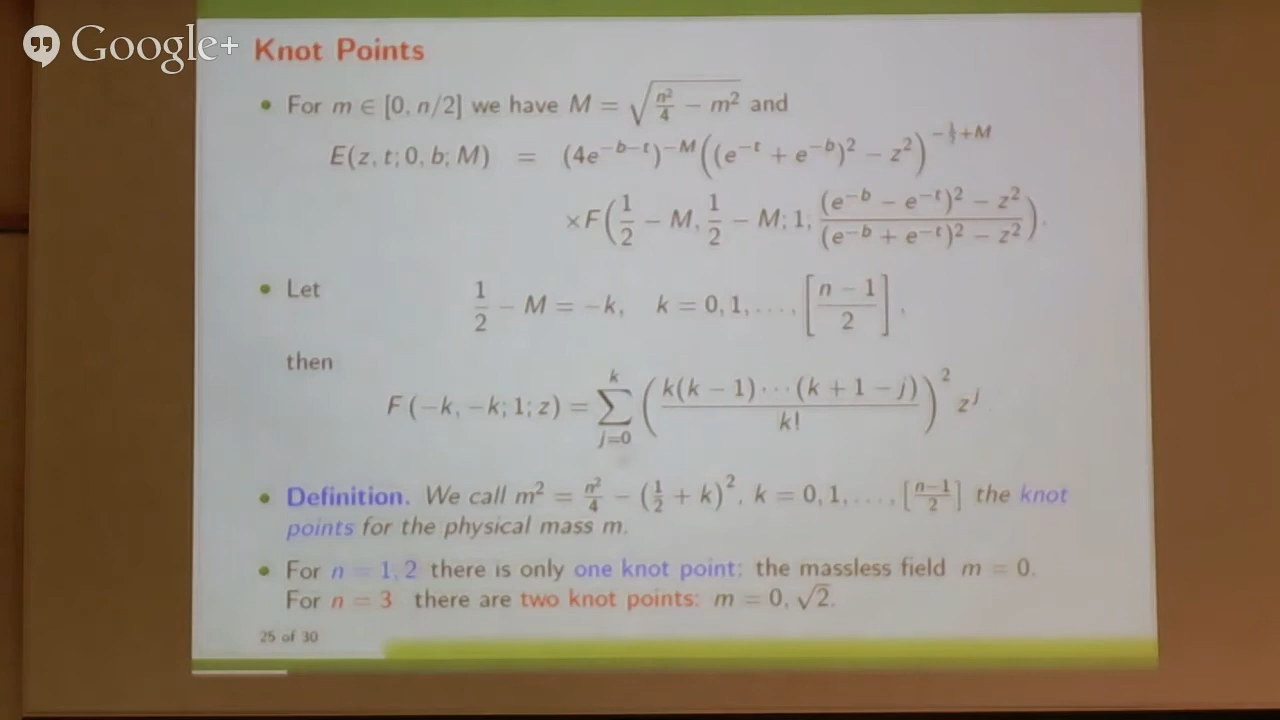 Google+
Knot Points
• For m ∈ [0, n/2] we have M = √(n²/4 − m²) and
E(z, t; 0, b; M) = (4e^{−b−t})^{−M}((e^{−t} + e^{−b})² − z²)^{−1/2+M}
×F(1/2 − M, 1/2 − M; 1, ((e^{−b} − e^{−t})² − z²)/((e^{−b} + e^{−t})² − z²)).
• Let 1/2 − M = −k, k = 0, 1, . . . , [(n − 1)/2],
then
F (−k, −k; 1; z) = ∑_{j=0}^{k} ((k(k − 1) ··· (k + 1 − j))/k!)² z^j
• Definition. We call m² = n²/4 − (1/2 + k)², k = 0, 1, . . . , [(n−1)/2] the knot
points for the physical mass m.
• For n = 1, 2 there is only one knot point: the massless field m = 0.
For n = 3 there are two knot points: m = 0, √2.
25 of 30